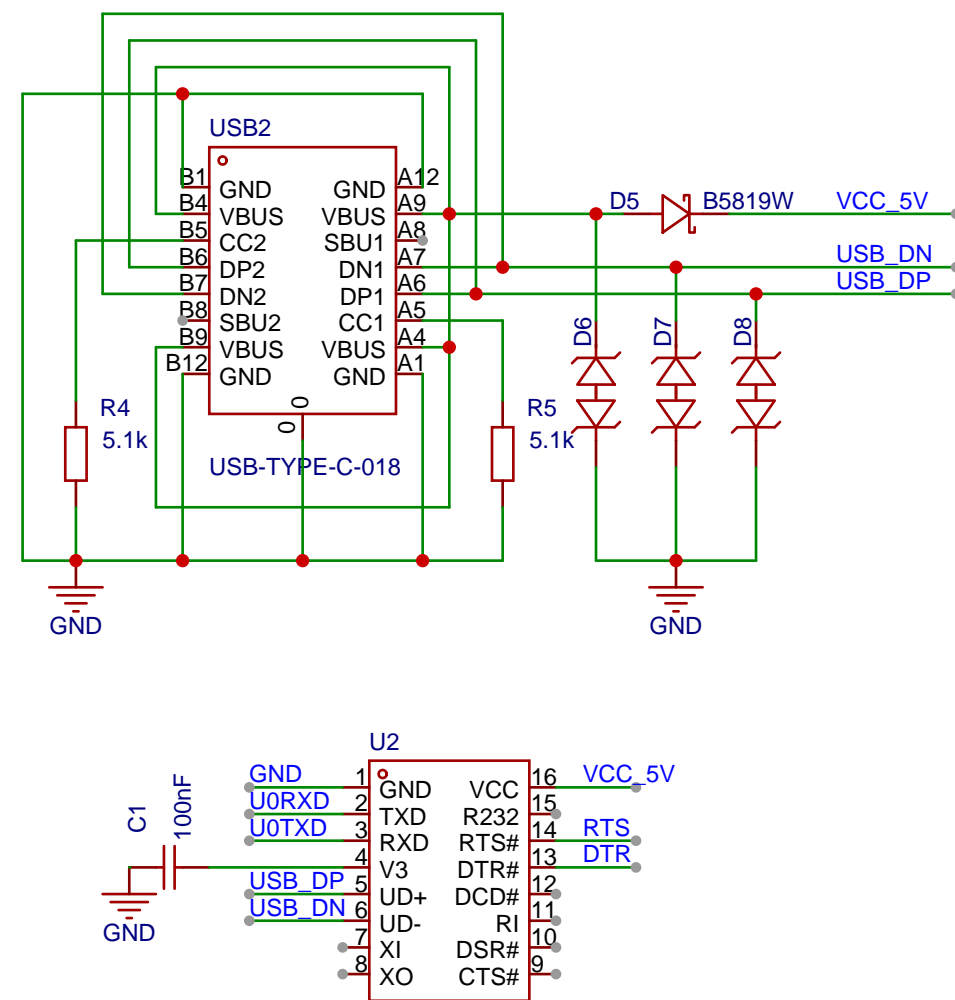 USB2
B1 GND GND A12
B4 VBUS VBUS A9
B5 CC2 SBU1 A8
B6 DP2 DN1 A7
B7 DN2 DP1 A6
B8 SBU2 CC1 A5
B9 VBUS VBUS A4
B12 GND GND A1
0 0
USB-TYPE-C-018
R4
5.1k
R5
5.1k
D5 B5819W VCC_5V
USB_DN
USB_DP
D6 D7 D8
GND GND
U2
GND 1 GND VCC 16 VCC_5V
U0RXD 2 TXD R232 15
U0TXD 3 RXD RTS# 14 RTS
4 V3 DTR# 13 DTR
USB_DP 5 UD+ DCD# 12
USB_DN 6 UD- RI 11
7 XI DSR# 10
8 XO CTS# 9
C1
100nF
GND